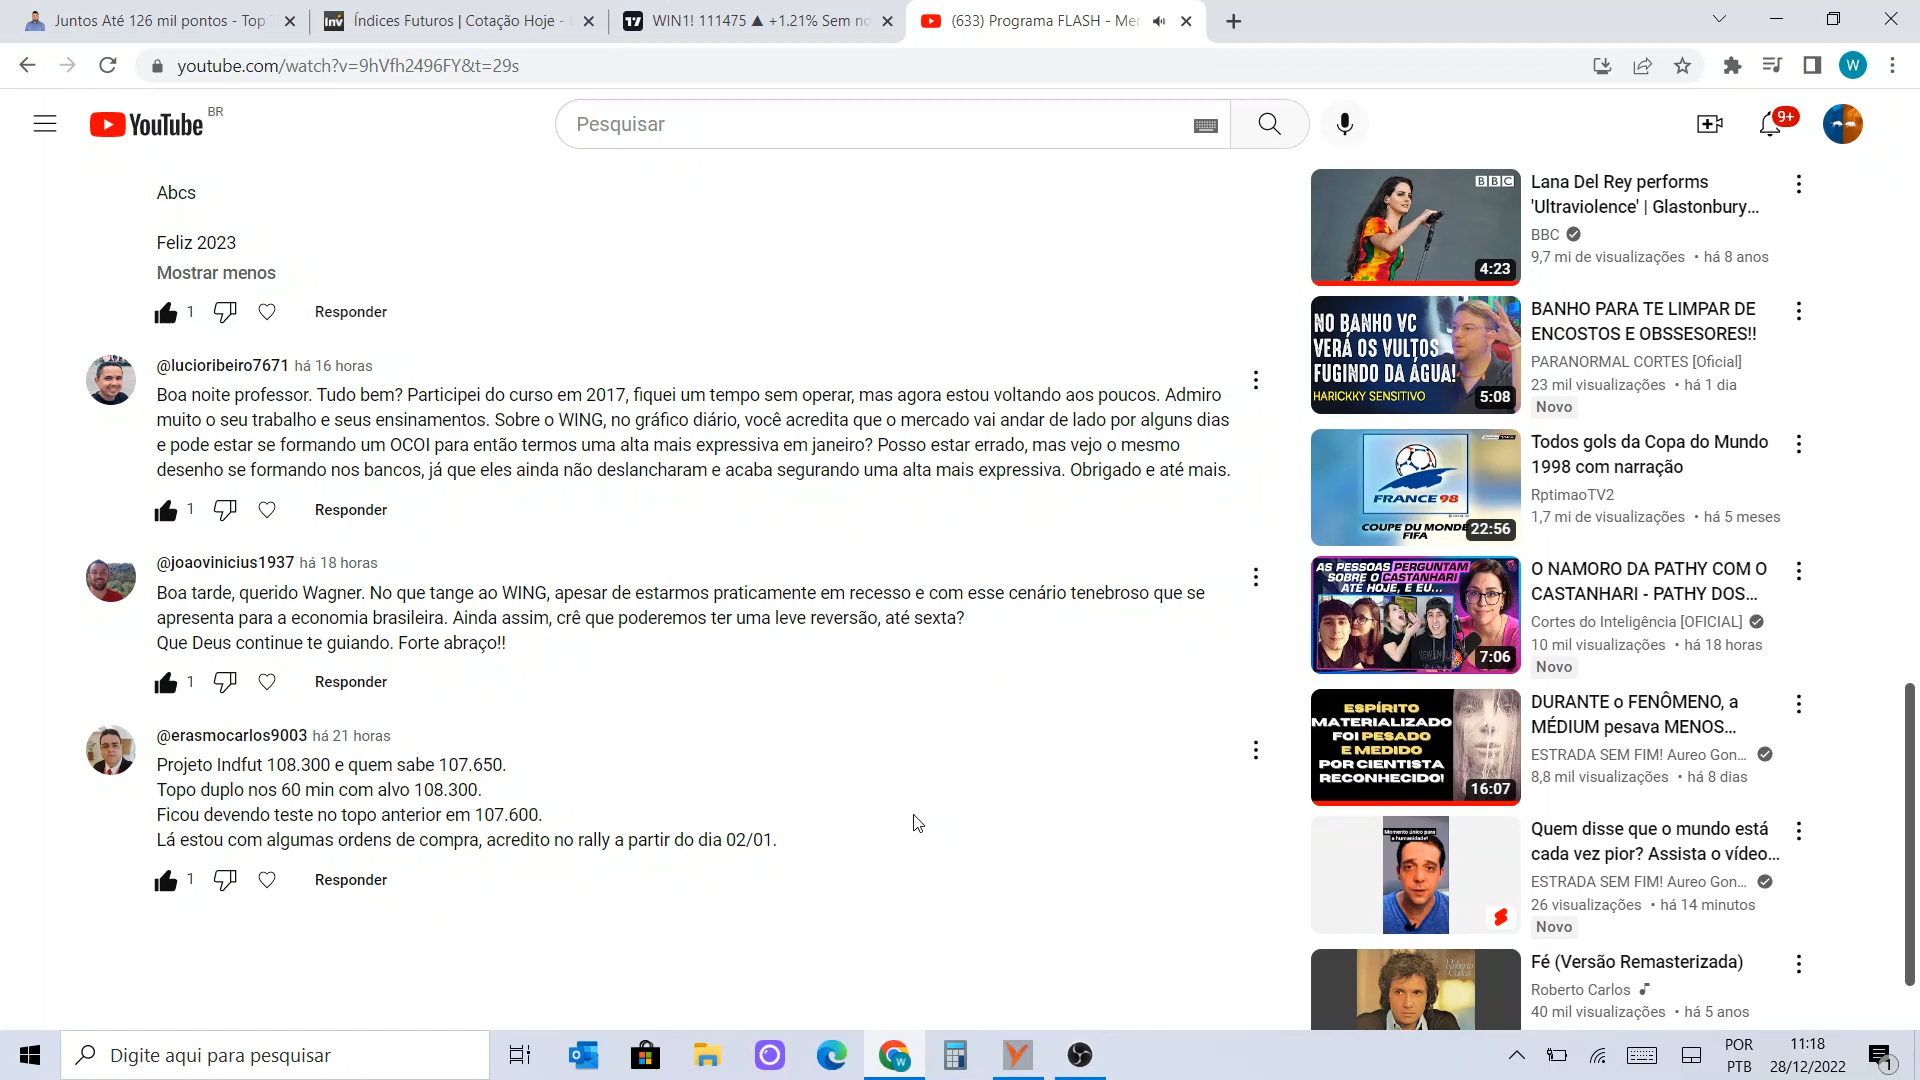 Juntos Até 126 mil pontos - Top
Índices Futuros | Cotação Hoje -
WIN1! 111475 ▲ +1.21% Sem no
(633) Programa FLASH - Mer
youtube.com/watch?v=9hVfh2496FY&t=29s
W
YouTube BR
Pesquisar
9+
Abcs
Feliz 2023
Mostrar menos
1 Responder
@lucioribeiro7671 há 16 horas
Boa noite professor. Tudo bem? Participei do curso em 2017, fiquei um tempo sem operar, mas agora estou voltando aos poucos. Admiro
muito o seu trabalho e seus ensinamentos. Sobre o WING, no gráfico diário, você acredita que o mercado vai andar de lado por alguns dias
e pode estar se formando um OCOI para então termos uma alta mais expressiva em janeiro? Posso estar errado, mas vejo o mesmo
desenho se formando nos bancos, já que eles ainda não deslancharam e acaba segurando uma alta mais expressiva. Obrigado e até mais.
1 Responder
@joaovinicius1937 há 18 horas
Boa tarde, querido Wagner. No que tange ao WING, apesar de estarmos praticamente em recesso e com esse cenário tenebroso que se
apresenta para a economia brasileira. Ainda assim, crê que poderemos ter uma leve reversão, até sexta?
Que Deus continue te guiando. Forte abraço!!
1 Responder
@erasmocarlos9003 há 21 horas
Projeto Indfut 108.300 e quem sabe 107.650.
Topo duplo nos 60 min com alvo 108.300.
Ficou devendo teste no topo anterior em 107.600.
Lá estou com algumas ordens de compra, acredito no rally a partir do dia 02/01.
1 Responder
BBC
4:23
Lana Del Rey performs
'Ultraviolence' | Glastonbury...
BBC
9,7 mi de visualizações • há 8 anos
NO BANHO VC
VERÁ OS VULTOS
FUGINDO DA ÁGUA!
HARICKKY SENSITIVO
5:08
BANHO PARA TE LIMPAR DE
ENCOSTOS E OBSSESORES!!
PARANORMAL CORTES [Oficial]
23 mil visualizações • há 1 dia
Novo
FRANCE 98
COUPE DU MONDE
FIFA
22:56
Todos gols da Copa do Mundo
1998 com narração
RptimaoTV2
1,7 mi de visualizações • há 5 meses
AS PESSOAS PERGUNTAM
SOBRE O CASTANHARI
ATÉ HOJE, E EU...
7:06
O NAMORO DA PATHY COM O
CASTANHARI - PATHY DOS...
Cortes do Inteligência [OFICIAL]
10 mil visualizações • há 18 horas
Novo
ESPÍRITO
MATERIALIZADO
FOI PESADO
E MEDIDO
POR CIENTISTA
RECONHECIDO!
16:07
DURANTE o FENÔMENO, a
MÉDIUM pesava MENOS...
ESTRADA SEM FIM! Aureo Gon...
8,8 mil visualizações • há 8 dias
Momento único para
a humanidade!
Quem disse que o mundo está
cada vez pior? Assista o vídeo...
ESTRADA SEM FIM! Aureo Gon...
26 visualizações • há 14 minutos
Novo
Roberto
Carlos
Fé (Versão Remasterizada)
Roberto Carlos
40 mil visualizações • há 5 anos
Digite aqui para pesquisar
POR
PTB
11:18
28/12/2022
1